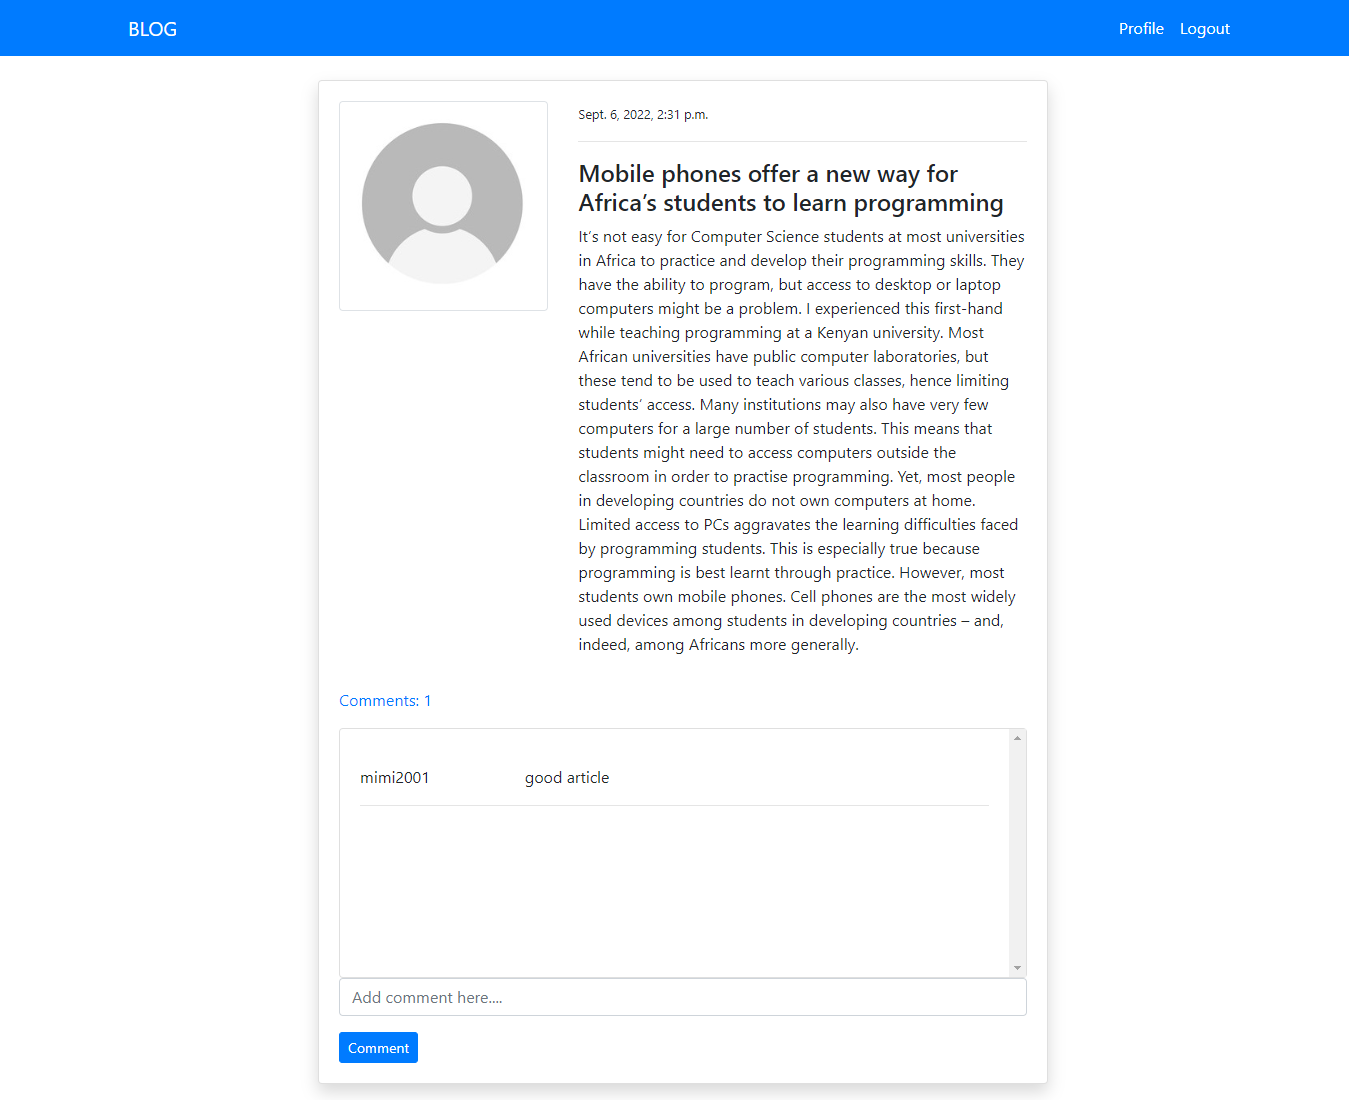 BLOG
Profile Logout
Sept. 6, 2022, 2:31 p.m.
Mobile phones offer a new way for
Africa’s students to learn programming
It’s not easy for Computer Science students at most universities
in Africa to practice and develop their programming skills. They
have the ability to program, but access to desktop or laptop
computers might be a problem. I experienced this first-hand
while teaching programming at a Kenyan university. Most
African universities have public computer laboratories, but
these tend to be used to teach various classes, hence limiting
students’ access. Many institutions may also have very few
computers for a large number of students. This means that
students might need to access computers outside the
classroom in order to practise programming. Yet, most people
in developing countries do not own computers at home.
Limited access to PCs aggravates the learning difficulties faced
by programming students. This is especially true because
programming is best learnt through practice. However, most
students own mobile phones. Cell phones are the most widely
used devices among students in developing countries – and,
indeed, among Africans more generally.
Comments: 1
mimi2001 good article
Add comment here....
Comment